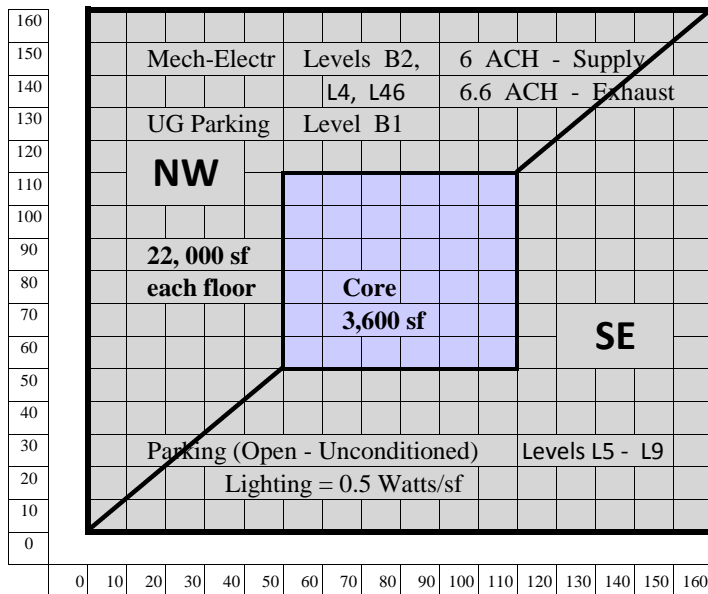 160
150
Mech-Electr Levels B2, 6 ACH - Supply
140
L4, L46 6.6 ACH - Exhaust
130
UG Parking Level B1
120
NW
110
100
90
22, 000 sf
80
each floor Core
70
3,600 sf
60
SE
50
40
30
Parking (Open - Unconditioned) Levels L5 - L9
20
Lighting = 0.5 Watts/sf
10
0
0 10 20 30 40 50 60 70 80 90 100 110 120 130 140 150 160